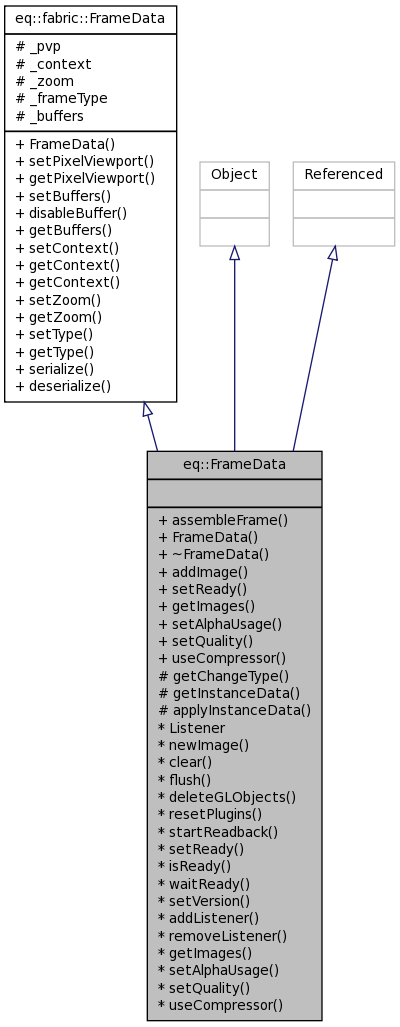 eq::fabric::FrameData
# _pvp
# _context
# _zoom
# _frameType
# _buffers
+ FrameData()
+ setPixelViewport()
+ getPixelViewport()
+ setBuffers()
+ disableBuffer()
+ getBuffers()
+ setContext()
+ getContext()
+ getContext()
+ setZoom()
+ getZoom()
+ setType()
+ getType()
+ serialize()
+ deserialize()
Object
Referenced
eq::FrameData
+ assembleFrame()
+ FrameData()
+ ~FrameData()
+ addImage()
+ setReady()
+ getImages()
+ setAlphaUsage()
+ setQuality()
+ useCompressor()
# getChangeType()
# getInstanceData()
# applyInstanceData()
* Listener
* newImage()
* clear()
* flush()
* deleteGLObjects()
* resetPlugins()
* startReadback()
* setReady()
* isReady()
* waitReady()
* setVersion()
* addListener()
* removeListener()
* getImages()
* setAlphaUsage()
* setQuality()
* useCompressor()